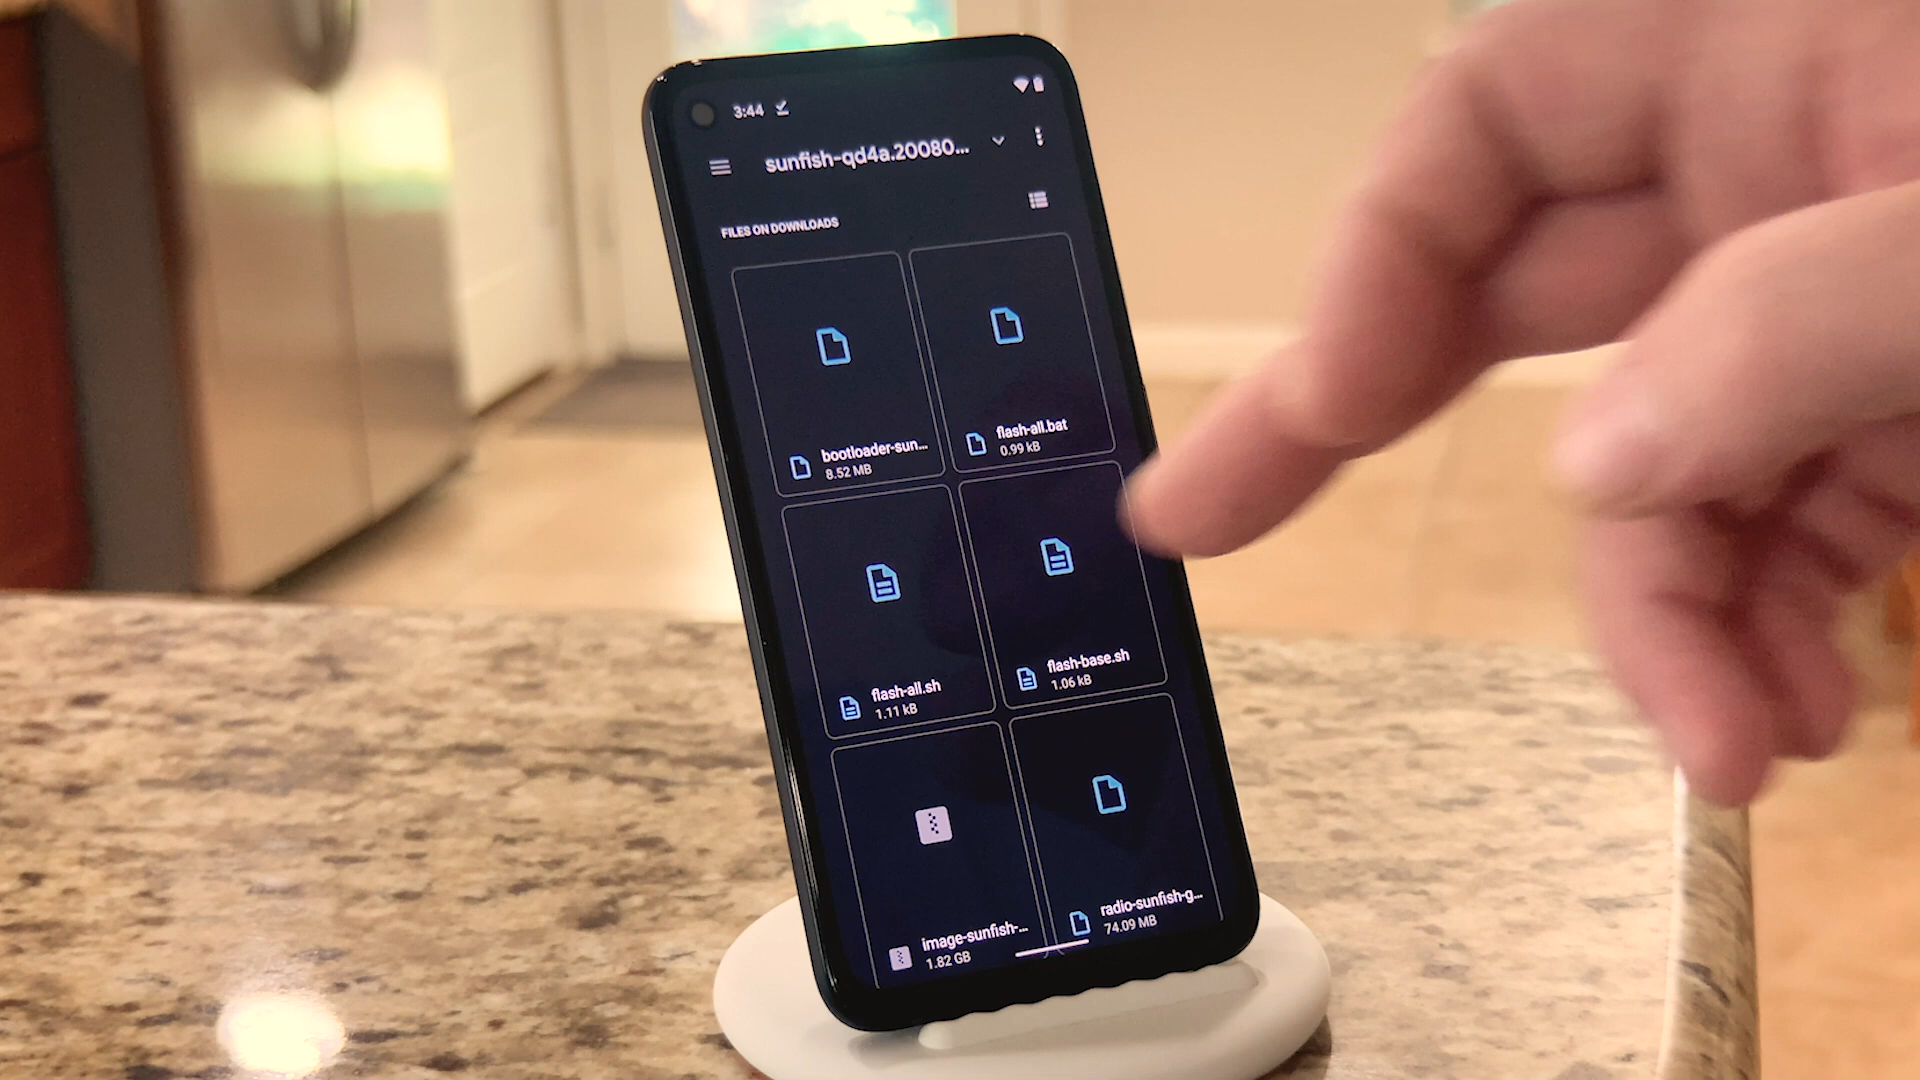 3:44
sunfish-qd4a.20080...
FILES ON DOWNLOADS
bootloader-sun...
8.52 MB
flash-all.bat
0.99 kB
flash-all.sh
1.11 kB
flash-base.sh
1.06 kB
image-sunfish-...
1.82 GB
radio-sunfish-g...
74.09 MB